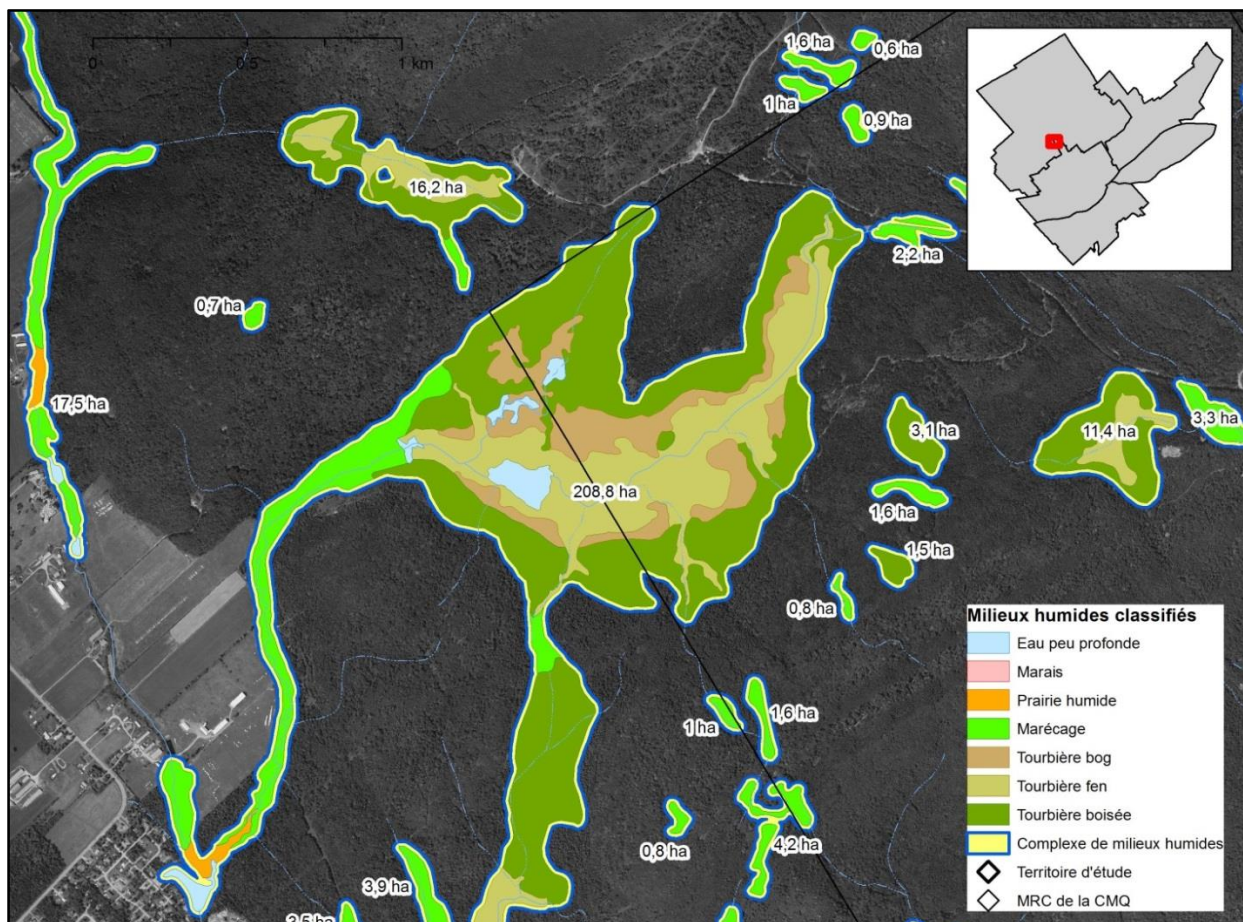 0
0,5
1 km
1,6 ha
0,6 ha
1 ha
0,9 ha
16,2 ha
2,2 ha
0,7 ha
17,5 ha
3,1 ha
11,4 ha
3,3 ha
208,8 ha
1,6 ha
1,5 ha
0,8 ha
1 ha
1,6 ha
0,8 ha
4,2 ha
3,9 ha
Milieux humides classifiés
Eau peu profonde
Marais
Prairie humide
Marécage
Tourbière bog
Tourbière fen
Tourbière boisée
Complexe de milieux humides
Territoire d'étude
MRC de la CMQ